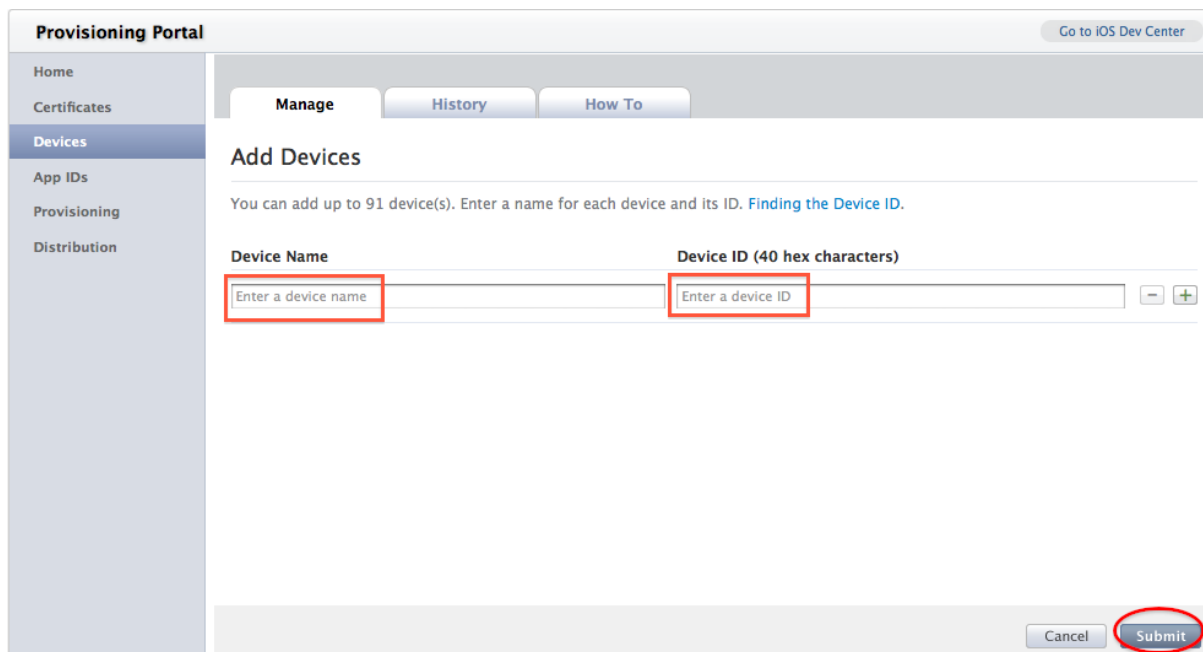 Provisioning Portal
Go to iOS Dev Center
Home
Certificates
Devices
App IDs
Provisioning
Distribution
Manage
History
How To
Add Devices
You can add up to 91 device(s). Enter a name for each device and its ID. Finding the Device ID.
Device Name
Device ID (40 hex characters)
Enter a device name
Enter a device ID
Cancel
Submit